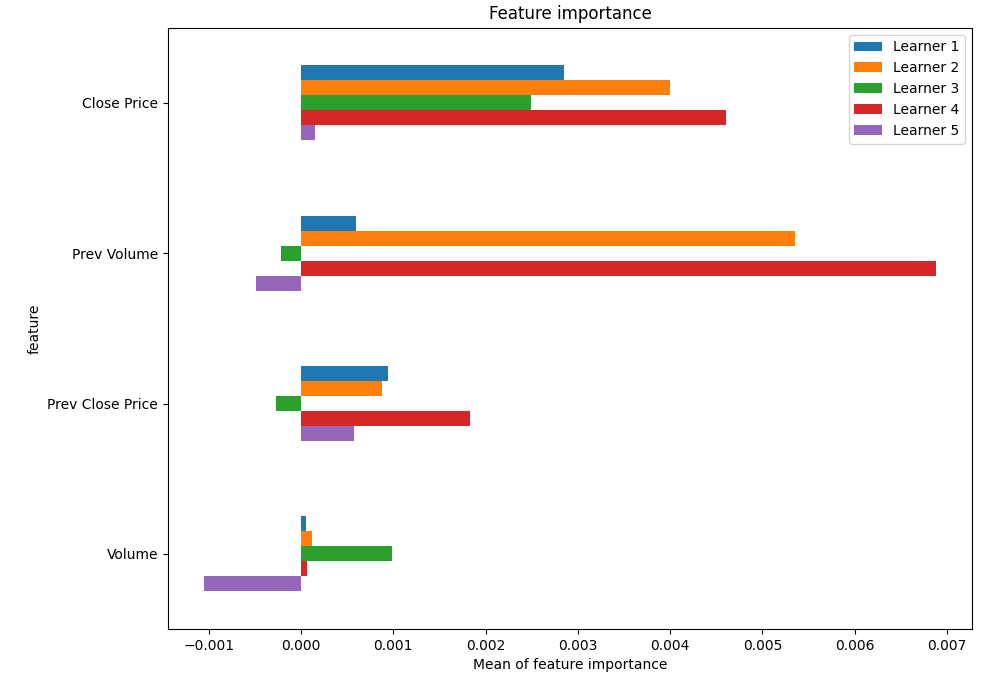 Feature importance
Learner 1
Learner 2
Learner 3
Learner 4
Learner 5
Close Price
Prev Volume
Prev Close Price
Volume
feature
−0.001 0.000 0.001 0.002 0.003 0.004 0.005 0.006 0.007
Mean of feature importance